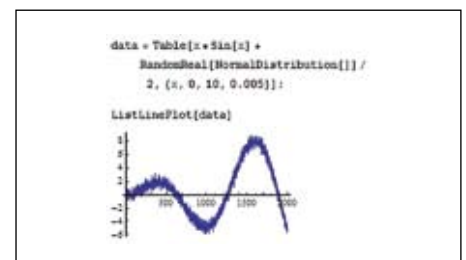 data = Table[x * Sin[x] +
RandomReal[NormalDistribution[]] /
2, {x, 0, 10, 0.005}];
ListLinePlot[data]
8
6
4
2
500 1000 1500 2000
-2
-4
-6